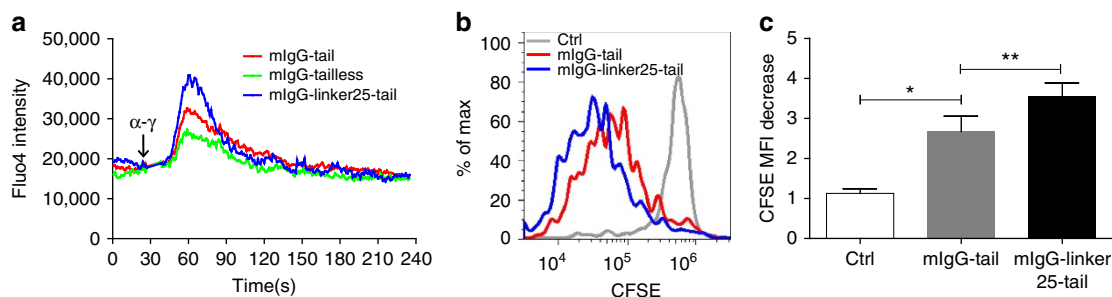 a
50,000
40,000
30,000
20,000
10,000
0
Fluo4 intensity
mIgG-tail
mIgG-tailless
mIgG-linker25-tail
α-γ
0 30 60 90 120 150 180 210 240
Time(s)
b
100
80
60
40
20
0
% of max
Ctrl
mIgG-tail
mIgG-linker25-tail
10^4 10^5 10^6
CFSE
c
5
4
3
2
1
0
CFSE MFI decrease
*
**
Ctrl mIgG-tail mIgG-linker
25-tail